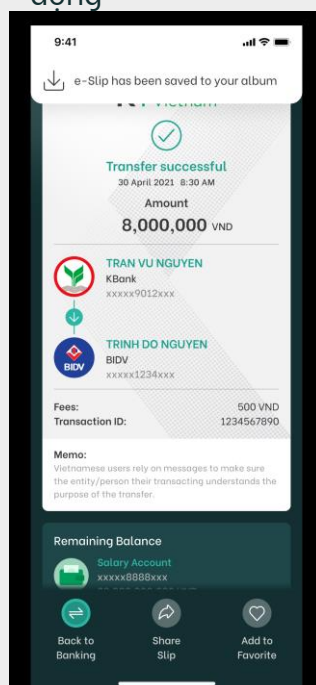 động
9:41
e-Slip has been saved to your album
Vietnam
Transfer successful
30 April 2021 8:30 AM
Amount
8,000,000 VND
TRAN VU NGUYEN
KBank
xxxxx9012xxx
TRINH DO NGUYEN
BIDV
BIDV
xxxxx1234xxx
Fees: 500 VND
Transaction ID: 1234567890
Memo:
Vietnamese users rely on messages to make sure
the entity/person their transacting understands the
purpose of the transfer.
Remaining Balance
Salary Account
xxxxx8888xxx
Back to Banking
Share Slip
Add to Favorite